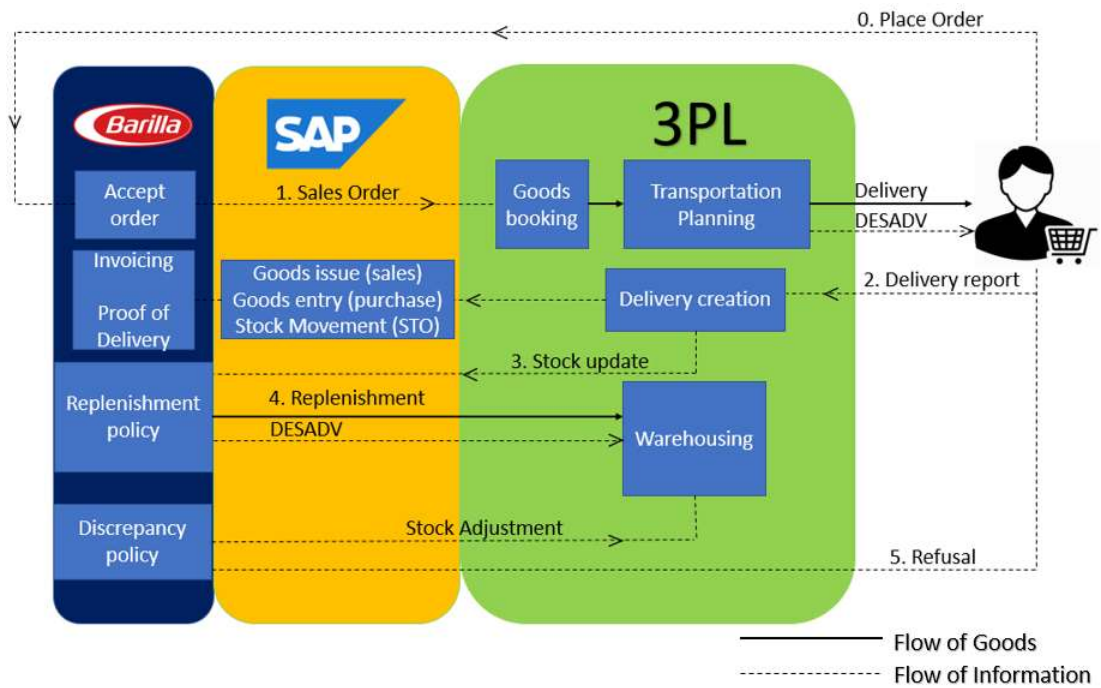 0. Place Order
Barilla
SAP
3PL
Accept
order
1. Sales Order
Goods
booking
Transportation
Planning
Delivery
DESADV
Invoicing
Proof of
Delivery
Goods issue (sales)
Goods entry (purchase)
Stock Movement (STO)
Delivery creation
2. Delivery report
3. Stock update
Replenishment
policy
4. Replenishment
DESADV
Warehousing
Discrepancy
policy
Stock Adjustment
5. Refusal
Flow of Goods
Flow of Information